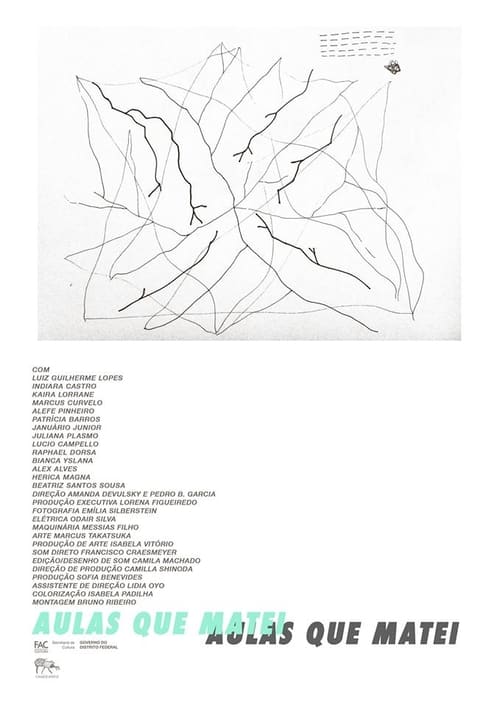 COM
LUIZ GUILHERME LOPES
INDIARA CASTRO
KAIRA LORRANE
MARCUS CURVELO
ALEFE PINHEIRO
PATRÍCIA BARROS
JANUÁRIO JUNIOR
JULIANA PLASMO
LUCIO CAMPELLO
RAPHAEL DORSA
BIANCA YSLANA
ALEX ALVES
HERICA MAGNA
BEATRIZ SANTOS SOUSA
DIREÇÃO AMANDA DEVULSKY E PEDRO B. GARCIA
PRODUÇÃO EXECUTIVA LORENA FIGUEIREDO
FOTOGRAFIA EMÍLIA SILBERSTEIN
ELÉTRICA ODAIR SILVA
MAQUINÁRIA MESSIAS FILHO
ARTE MARCUS TAKATSUKA
PRODUÇÃO DE ARTE ISABELA VITÓRIO
SOM DIRETO FRANCISCO CRAESMEYER
EDIÇÃO/DESENHO DE SOM CAMILA MACHADO
DIREÇÃO DE PRODUÇÃO CAMILLA SHINODA
PRODUÇÃO SOFIA BENEVIDES
ASSISTENTE DE DIREÇÃO LIDIA OYO
COLORIZAÇÃO ISABELA PADILHA
MONTAGEM BRUNO RIBEIRO
AULAS QUE MATEI
AULAS QUE MATEI
FAC
Secretaria de
Cultura
GOVERNO DO
DISTRITO FEDERAL